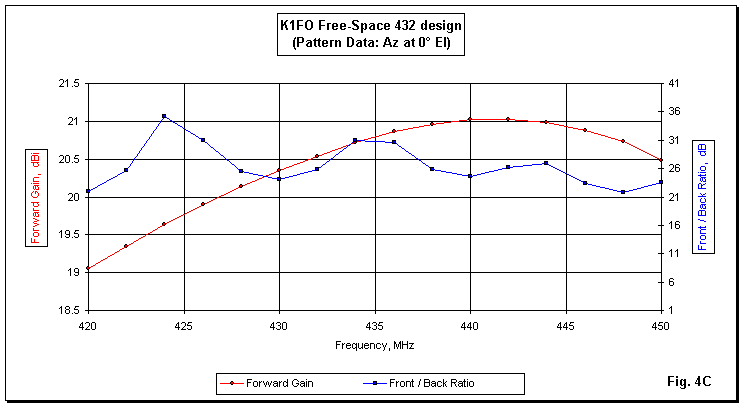 K1FO Free-Space 432 design
(Pattern Data: Az at 0° El)
21.5
21
20.5
20
19.5
19
18.5
Forward Gain, dBi
41
36
31
26
21
16
11
6
1
Front / Back Ratio, dB
420
425
430
435
440
445
450
Frequency, MHz
Forward Gain
Front / Back Ratio
Fig. 4C